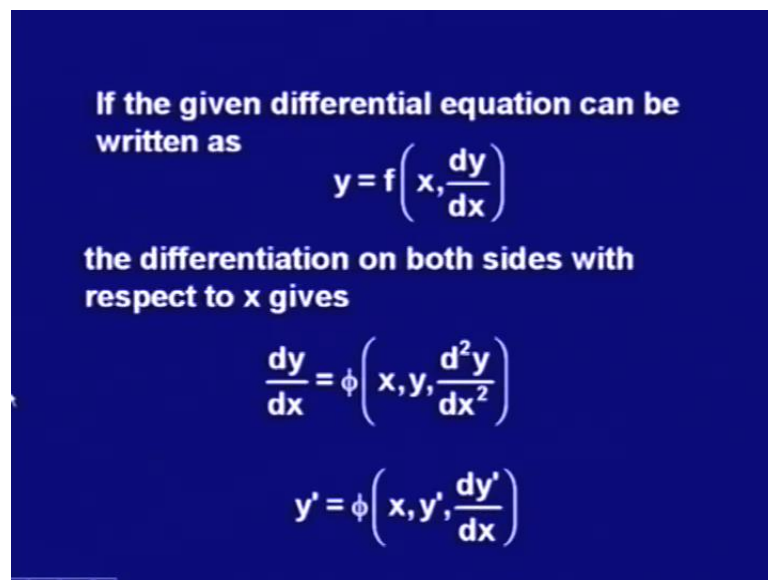 If the given differential equation can be
written as
y = f(x, dy/dx)
the differentiation on both sides with
respect to x gives
dy/dx = ϕ(x, y, d²y/dx²)
y' = ϕ(x, y', dy'/dx)